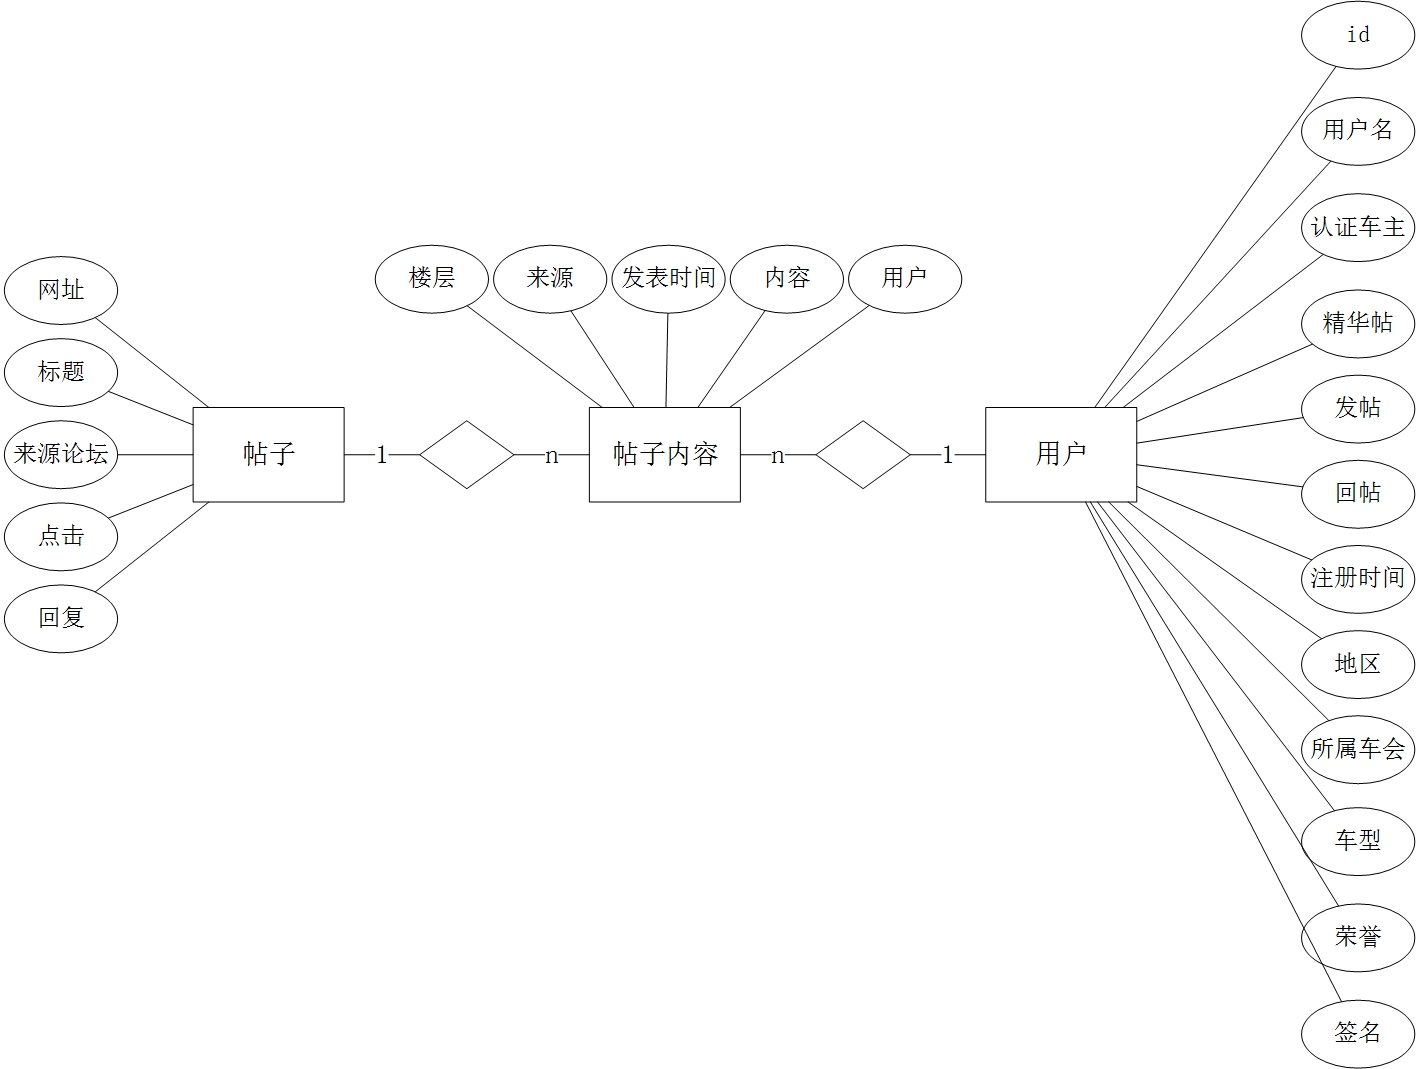 id
用户名
认证车主
楼层
来源
发表时间
内容
用户
网址
精华帖
标题
发帖
来源论坛
帖子
1
n
帖子内容
n
1
用户
回帖
点击
注册时间
回复
地区
所属车会
车型
荣誉
签名